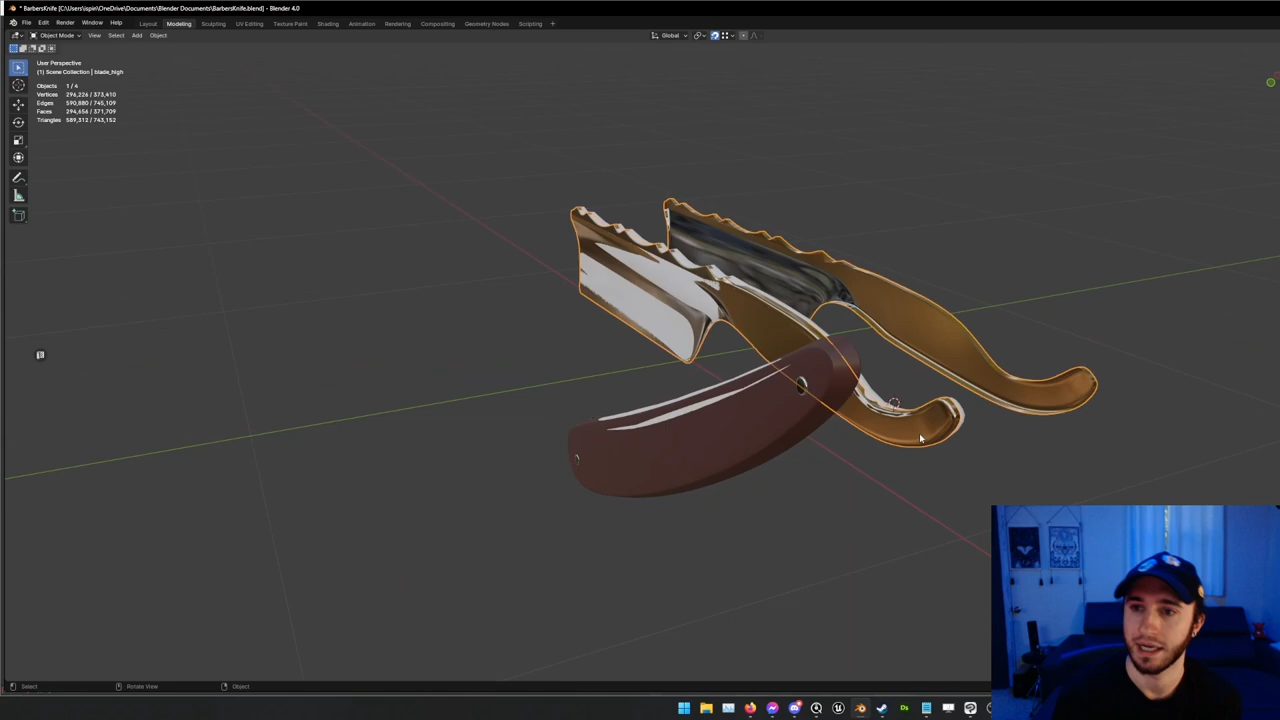 * BarbersKnife [C:\Users\ispin\OneDrive\Documents\Blender Documents\BarbersKnife.blend] - Blender 4.0
File Edit Render Window Help Layout Modeling Sculpting UV Editing Texture Paint Shading Animation Rendering Compositing Geometry Nodes Scripting +
Object Mode View Select Add Object Global
User Perspective
(1) Scene Collection | blade_high
Objects 1 / 4
Vertices 296,226 / 373,410
Edges 590,880 / 745,109
Faces 294,656 / 371,709
Triangles 589,312 / 743,152
Select Rotate View Object
Ds